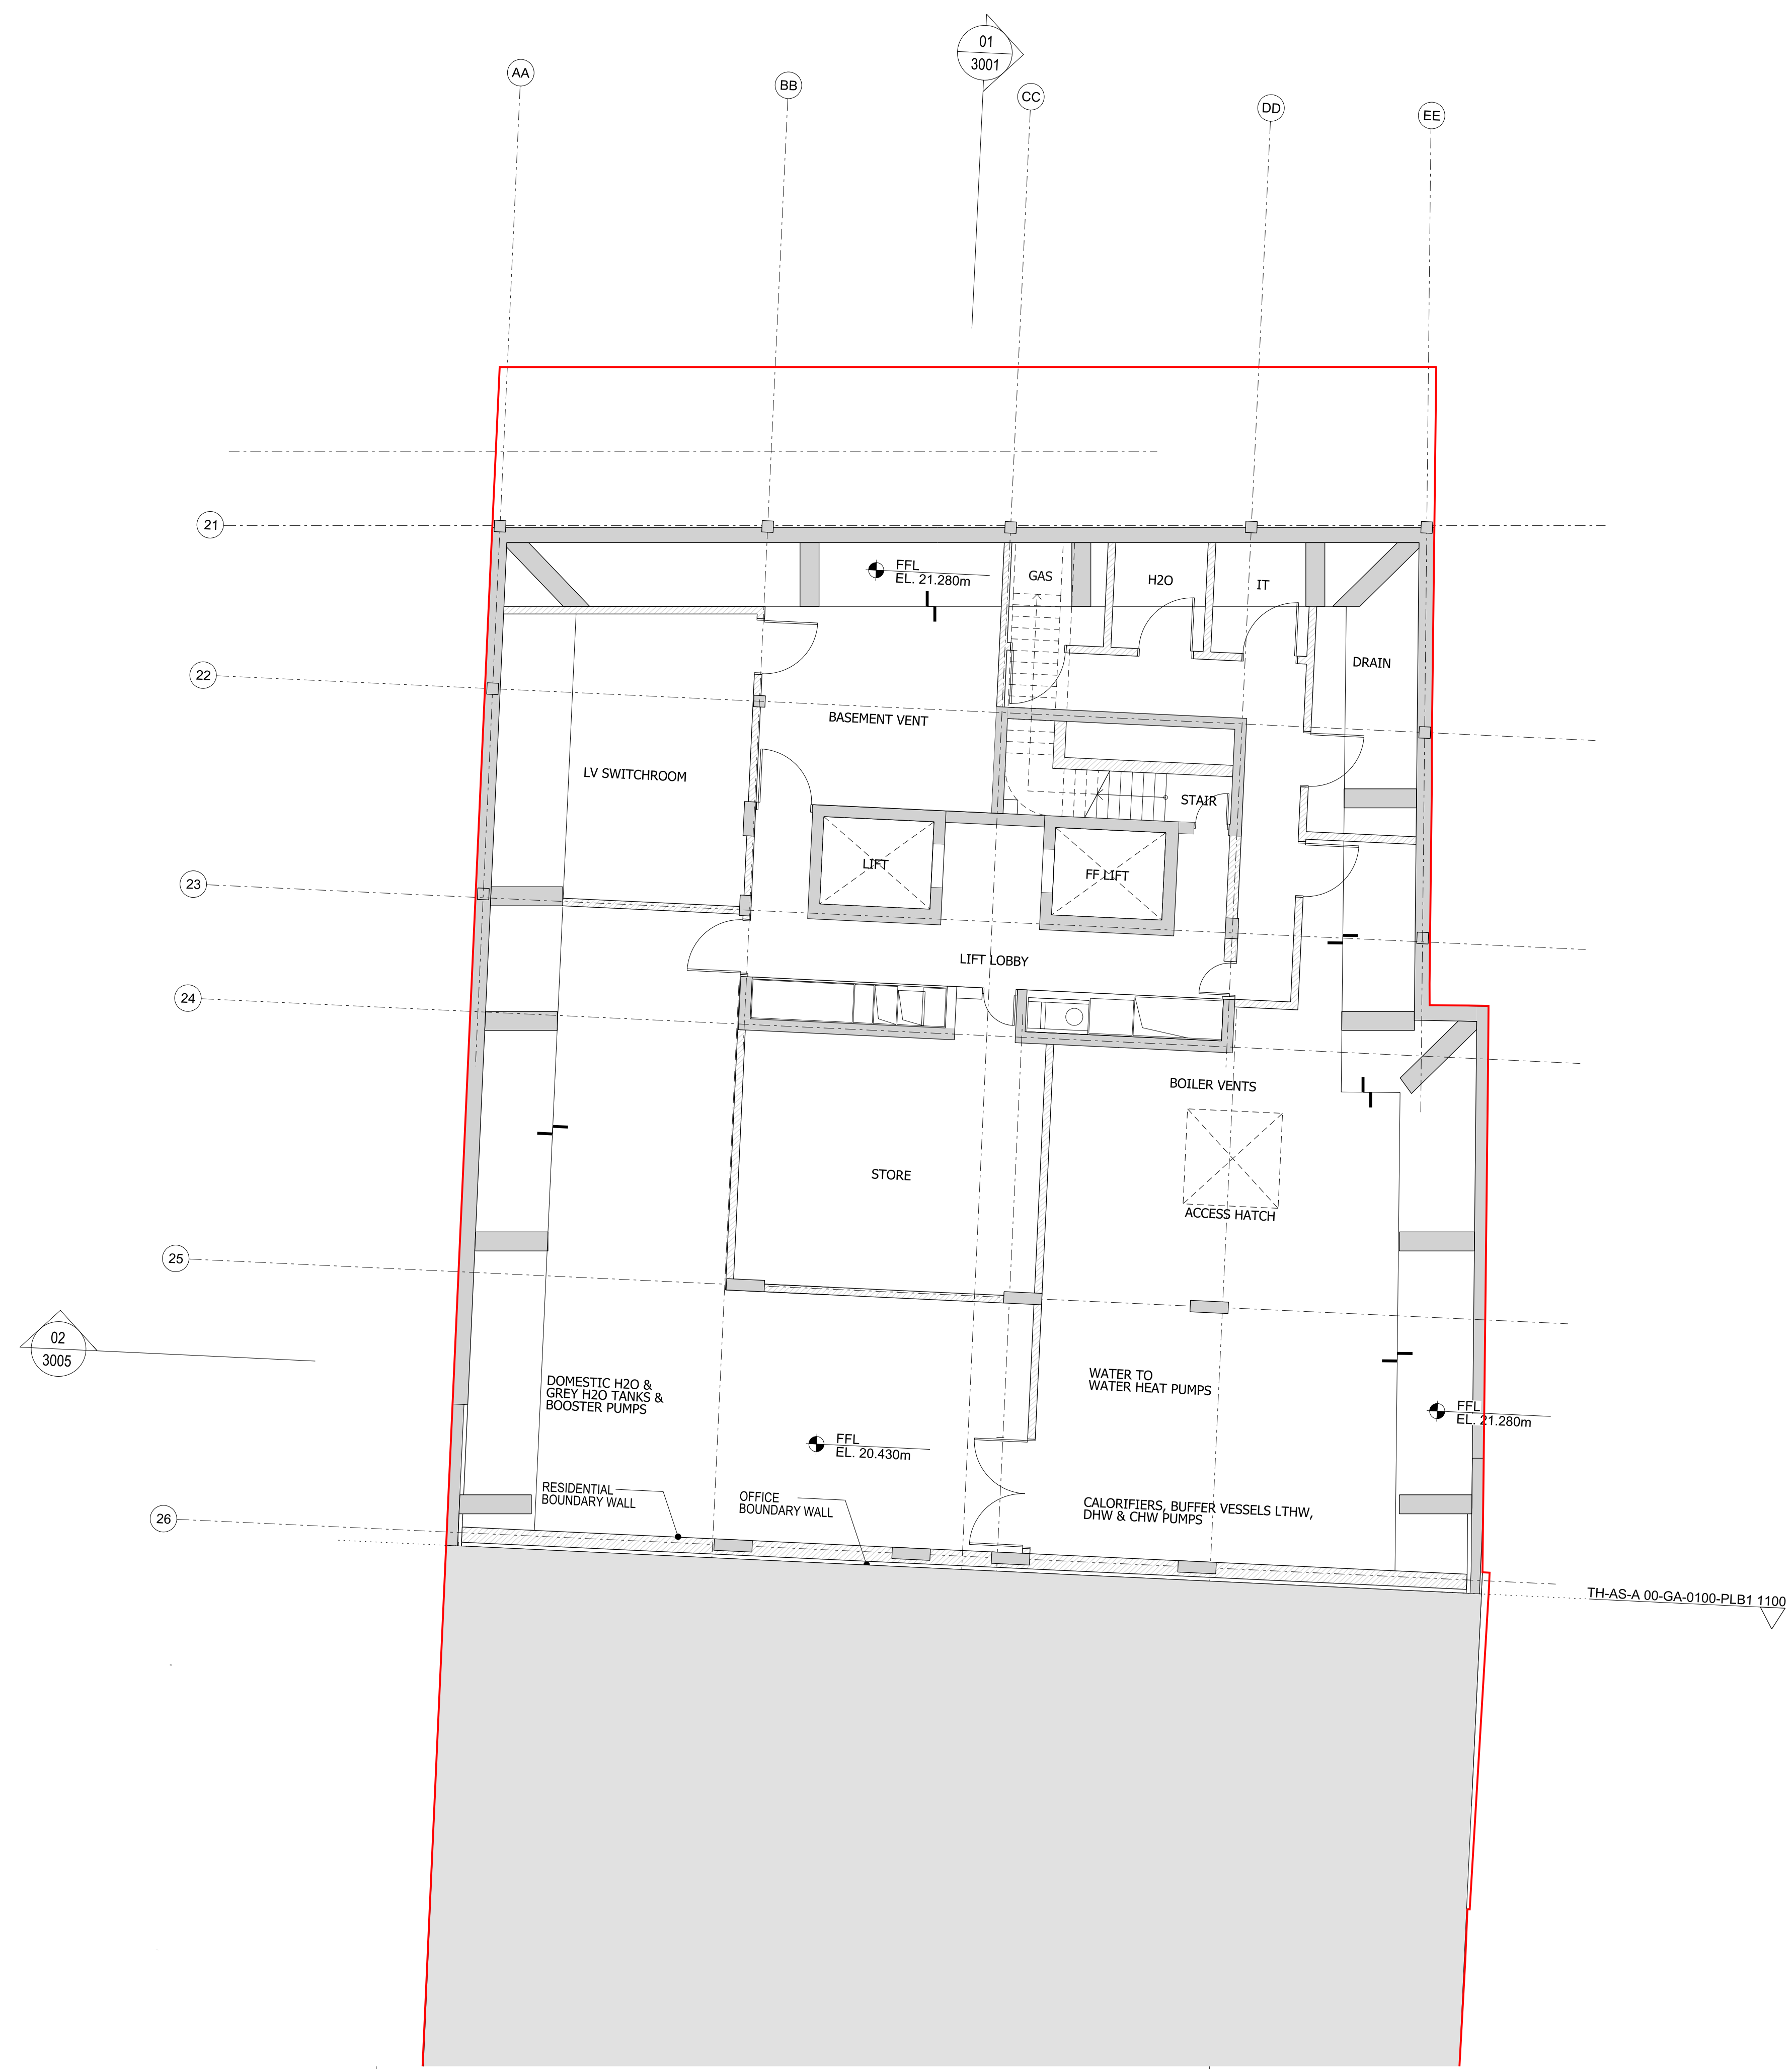 01
3001
AA
BB
CC
DD
EE
21
FFL
EL. 21.280m
GAS
H2O
IT
DRAIN
22
BASEMENT VENT
LV SWITCHROOM
STAIR
LIFT
FF LIFT
23
LIFT LOBBY
24
BOILER VENTS
STORE
ACCESS HATCH
25
02
3005
DOMESTIC H2O &
GREY H2O TANKS &
BOOSTER PUMPS
WATER TO
WATER HEAT PUMPS
FFL
EL. 21.280m
FFL
EL. 20.430m
RESIDENTIAL
BOUNDARY WALL
OFFICE
BOUNDARY WALL
CALORIFIERS, BUFFER VESSELS LTHW,
DHW & CHW PUMPS
26
TH-AS-A 00-GA-0100-PLB1 1100